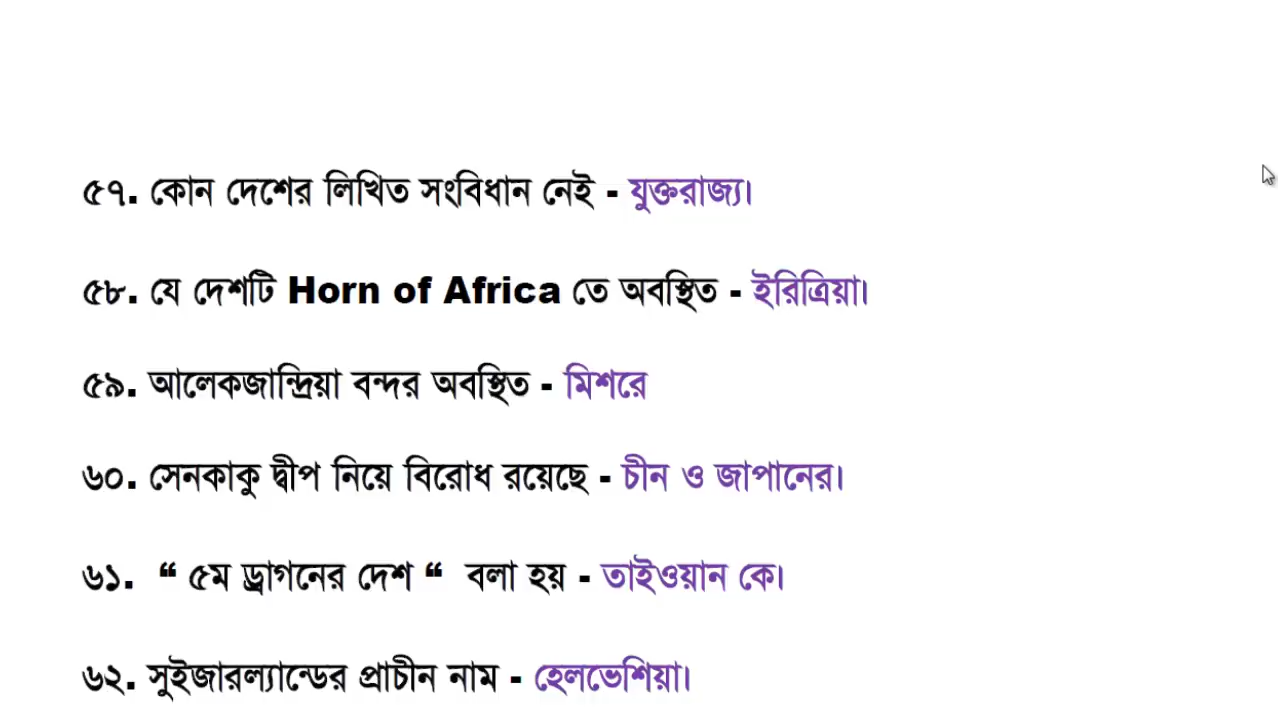 ৫৭. কোন দেশের লিখিত সংবিধান নেই - যুক্তরাজ্য।
৫৮. যে দেশটি Horn of Africa তে অবস্থিত - ইরিত্রিয়া।
৫৯. আলেকজান্দ্রিয়া বন্দর অবস্থিত - মিশরে
৬০. সেনকাকু দ্বীপ নিয়ে বিরোধ রয়েছে - চীন ও জাপানের।
৬১. “ ৫ম ড্রাগনের দেশ “ বলা হয় - তাইওয়ান কে।
৬২. সুইজারল্যান্ডের প্রাচীন নাম - হেলভেশিয়া।